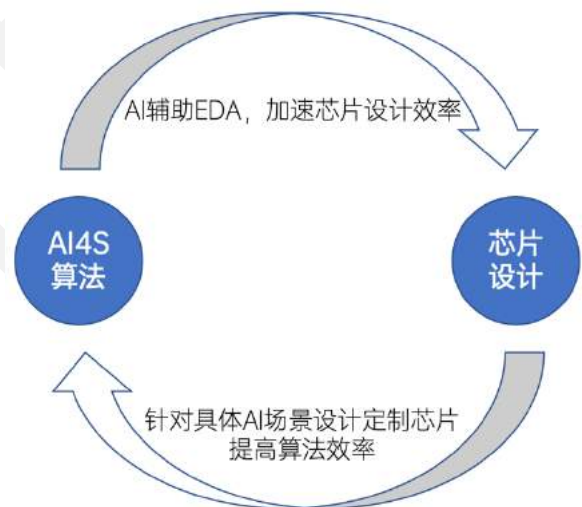 AI辅助EDA，加速芯片设计效率
AI4S
算法
芯片
设计
针对具体AI场景设计定制芯片
提高算法效率